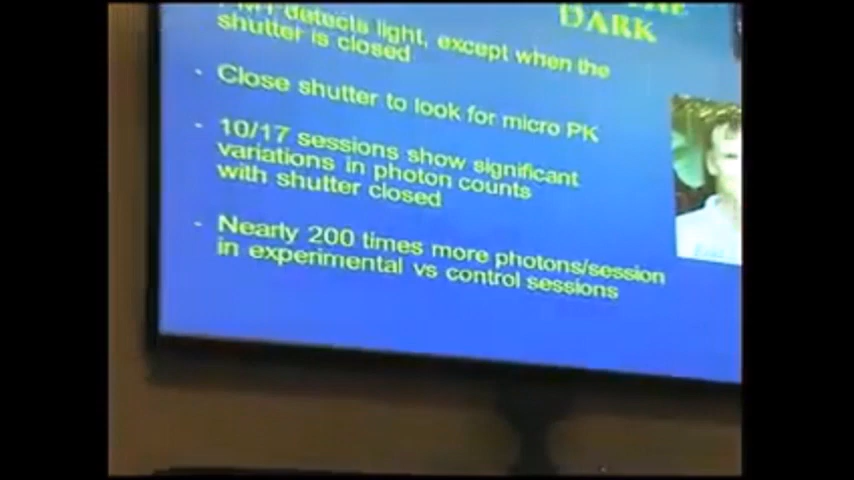 THE
DARK
PMT detects light, except when the
shutter is closed
- Close shutter to look for micro PK
- 10/17 sessions show significant
variations in photon counts
with shutter closed
- Nearly 200 times more photons/session
in experimental vs control sessions